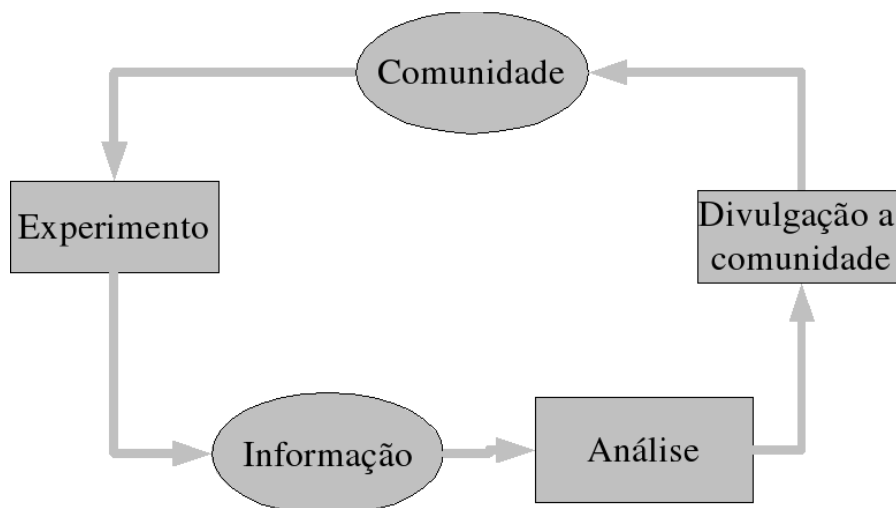 Comunidade
Experimento
Divulgação a
comunidade
Informação
Análise